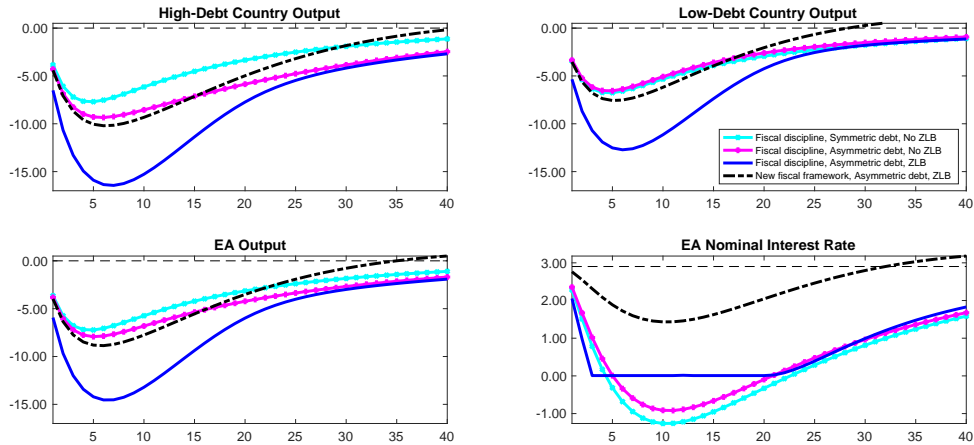 High-Debt Country Output
0.00
-5.00
-10.00
-15.00
5 10 15 20 25 30 35 40
Low-Debt Country Output
0.00
-5.00
-10.00
-15.00
Fiscal discipline, Symmetric debt, No ZLB
Fiscal discipline, Asymmetric debt, No ZLB
Fiscal discipline, Asymmetric debt, ZLB
New fiscal framework, Asymmetric debt, ZLB
5 10 15 20 25 30 35 40
EA Output
0.00
-5.00
-10.00
-15.00
5 10 15 20 25 30 35 40
EA Nominal Interest Rate
3.00
2.00
1.00
0.00
-1.00
5 10 15 20 25 30 35 40